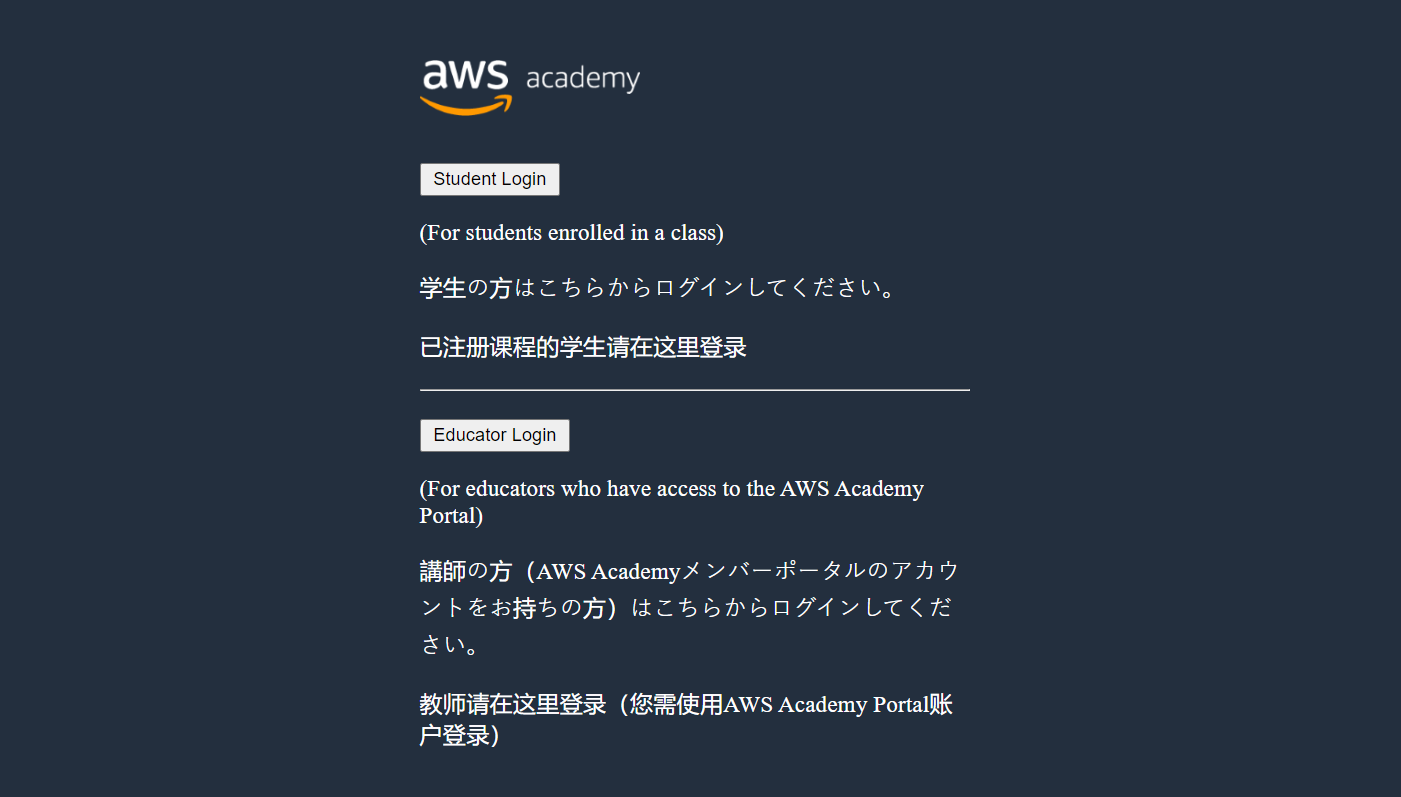 aws academy
Student Login
(For students enrolled in a class)
学生の方はこちらからログインしてください。
已注册课程的学生请在这里登录
Educator Login
(For educators who have access to the AWS Academy
Portal)
講師の方（AWS Academyメンバーポータルのアカウ
ントをお持ちの方）はこちらからログインしてくだ
さい。
教师请在这里登录（您需使用AWS Academy Portal账
户登录）